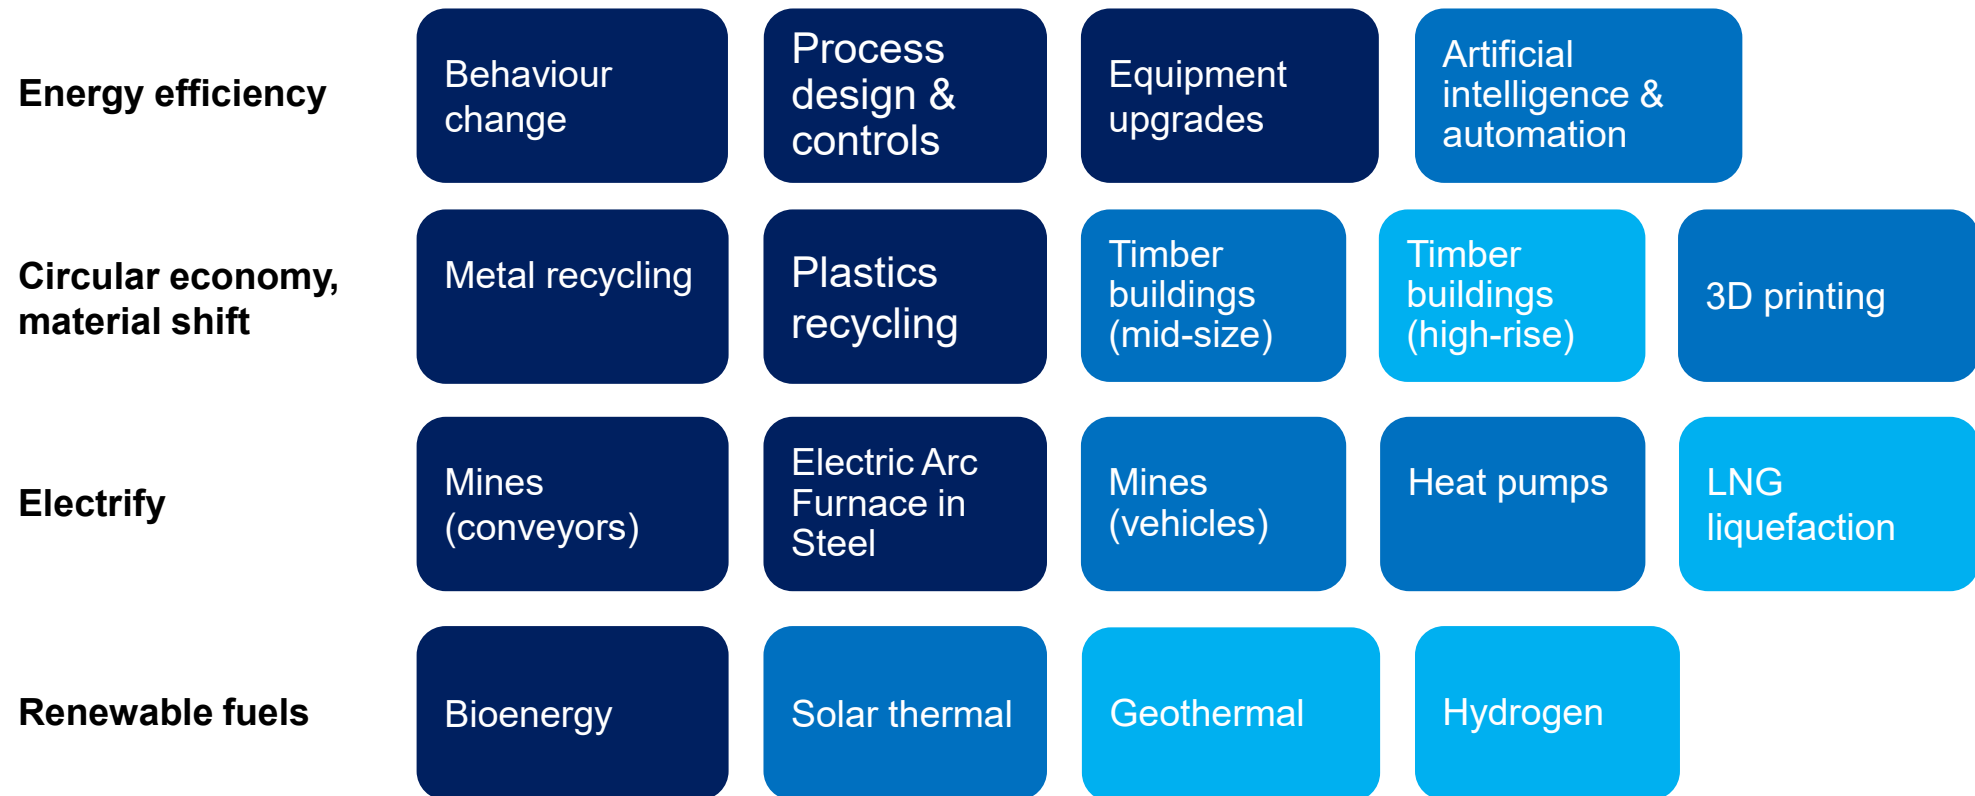 Energy efficiency
Behaviour
change
Process
design &
controls
Equipment
upgrades
Artificial
intelligence &
automation
Circular economy,
material shift
Metal recycling
Plastics
recycling
Timber
buildings
(mid-size)
Timber
buildings
(high-rise)
3D printing
Electrify
Mines
(conveyors)
Electric Arc
Furnace in
Steel
Mines
(vehicles)
Heat pumps
LNG
liquefaction
Renewable fuels
Bioenergy
Solar thermal
Geothermal
Hydrogen